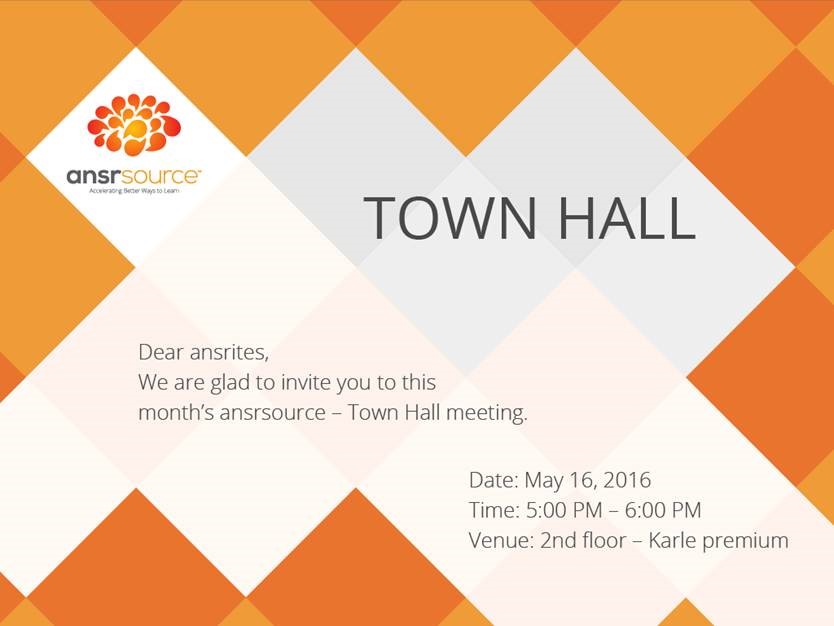 ansrsource™
Accelerating Better Ways to Learn
TOWN HALL
Dear ansrites,
We are glad to invite you to this
month’s ansrsource – Town Hall meeting.
Date: May 16, 2016
Time: 5:00 PM – 6:00 PM
Venue: 2nd floor – Karle premium